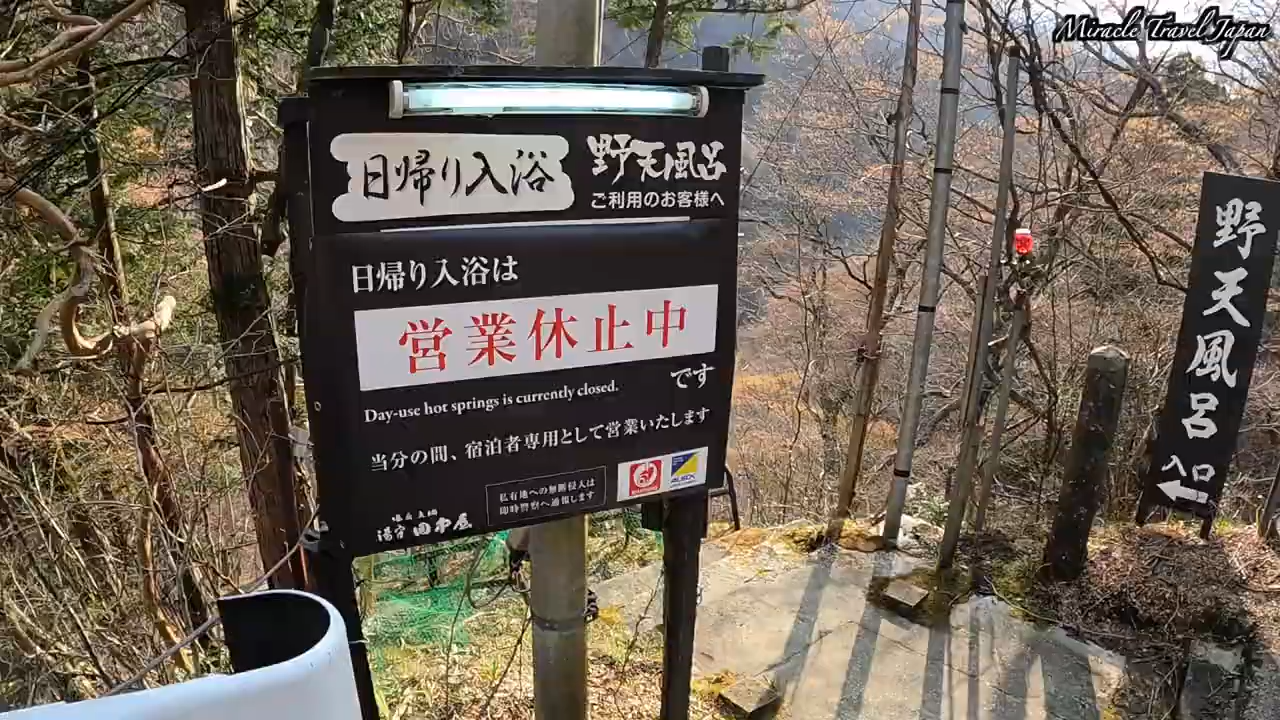 Miracle Travel Japan
日帰り入浴
野天風呂
ご利用のお客様へ
日帰り入浴は
営業休止中
です
Day-use hot springs is currently closed.
当分の間、宿泊者専用として営業いたします
私有地への無断侵入は
即時警察へ通報します
ALSOK
湯守 田中屋
野天風呂
入口